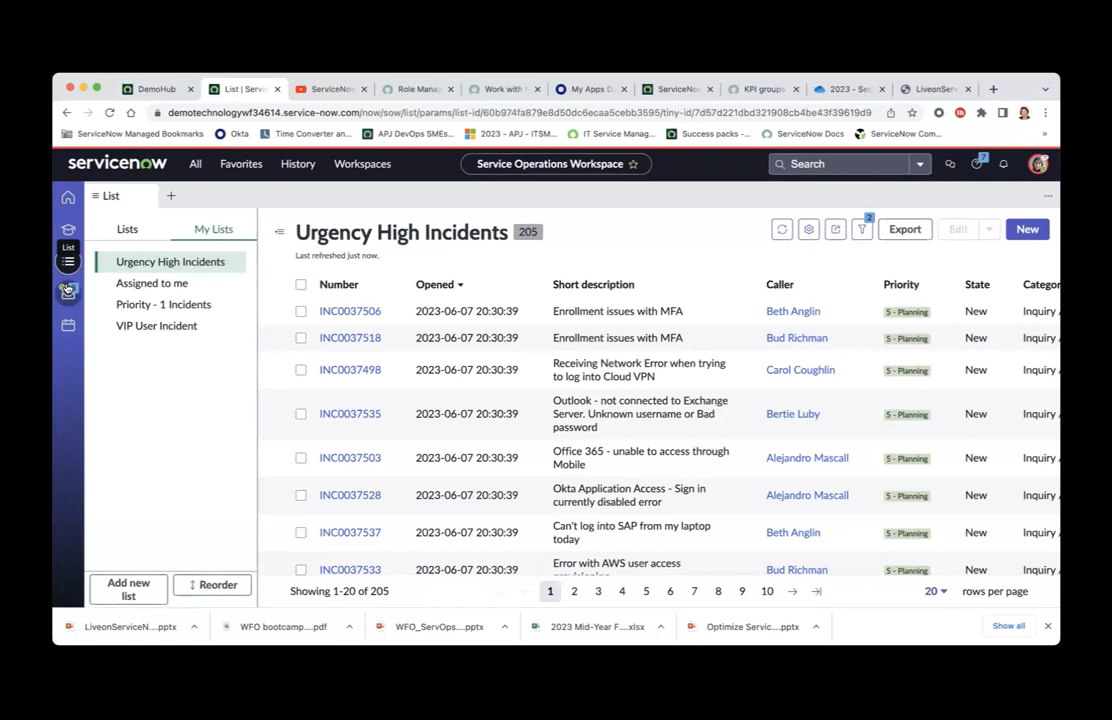 DemoHub
List | Servi
ServiceNow
Role Mana
Work with
My Apps D
ServiceNow
KPI groups
2023 - Se
LiveonServ
demotechnologywf34614.service-now.com/now/sow/list/params/list-id/60b974fa879e8d50dc6ecaa5cebb3595/tiny-id/7d57d221dbd321908cb4be43f39619d9
ServiceNow Managed Bookmarks
Okta
Time Converter an...
APJ DevOps SMEs...
2023 - APJ - ITSM...
IT Service Manag...
Success packs -...
ServiceNow Docs
ServiceNow Com...
servicenow
All
Favorites
History
Workspaces
Service Operations Workspace
Search
7
List
List
Lists
My Lists
Urgency High Incidents
Assigned to me
Priority - 1 Incidents
VIP User Incident
Add new list
Reorder
Urgency High Incidents 205
Last refreshed just now.
2
Export
Edit
New
Number Opened Short description Caller Priority State Categor
INC0037506 2023-06-07 20:30:39 Enrollment issues with MFA Beth Anglin 5 - Planning New Inquiry /
INC0037518 2023-06-07 20:30:39 Enrollment issues with MFA Bud Richman 5 - Planning New Inquiry /
INC0037498 2023-06-07 20:30:39 Receiving Network Error when trying to log into Cloud VPN Carol Coughlin 5 - Planning New Inquiry /
INC0037535 2023-06-07 20:30:39 Outlook - not connected to Exchange Server. Unknown username or Bad password Bertie Luby 5 - Planning New Inquiry /
INC0037503 2023-06-07 20:30:39 Office 365 - unable to access through Mobile Alejandro Mascall 5 - Planning New Inquiry /
INC0037528 2023-06-07 20:30:39 Okta Application Access - Sign in currently disabled error Alejandro Mascall 5 - Planning New Inquiry /
INC0037537 2023-06-07 20:30:39 Can't log into SAP from my laptop today Beth Anglin 5 - Planning New Inquiry /
INC0037533 2023-06-07 20:30:39 Error with AWS user access Bud Richman 5 - Planning New Inquiry /
Showing 1-20 of 205
1 2 3 4 5 6 7 8 9 10
20 rows per page
LiveonServiceN....pptx
WFO bootcamp....pdf
WFO_ServOps....pptx
2023 Mid-Year F....xlsx
Optimize Servic....pptx
Show all